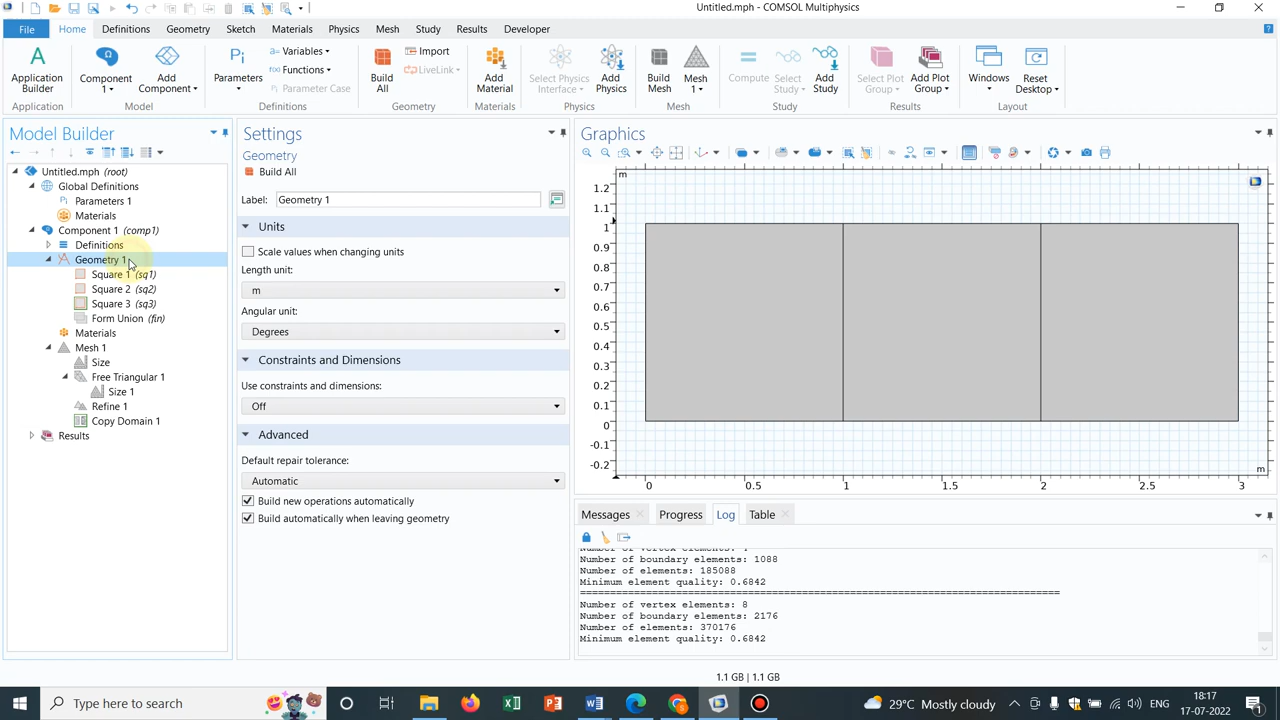 Untitled.mph - COMSOL Multiphysics
File Home Definitions Geometry Sketch Materials Physics Mesh Study Results Developer
Application Builder
Component 1
Add Component
Parameters
Variables
Functions
Parameter Case
Build All
Import
LiveLink
Add Material
Select Physics Interface
Add Physics
Build Mesh
Mesh 1
Compute
Select Study
Add Study
Select Plot Group
Add Plot Group
Windows
Reset Desktop
Application Model Definitions Geometry Materials Physics Mesh Study Results Layout
Model Builder
Untitled.mph (root)
Global Definitions
Parameters 1
Materials
Component 1 (comp1)
Definitions
Geometry 1
Square 1 (sq1)
Square 2 (sq2)
Square 3 (sq3)
Form Union (fin)
Materials
Mesh 1
Size
Free Triangular 1
Size 1
Refine 1
Copy Domain 1
Results
Settings
Geometry
Build All
Label: Geometry 1
Units
Scale values when changing units
Length unit:
m
Angular unit:
Degrees
Constraints and Dimensions
Use constraints and dimensions:
Off
Advanced
Default repair tolerance:
Automatic
Build new operations automatically
Build automatically when leaving geometry
Graphics
m
1.2
1.1
1
0.9
0.8
0.7
0.6
0.5
0.4
0.3
0.2
0.1
0
-0.1
-0.2
m
0 0.5 1 1.5 2 2.5 3
Messages Progress Log Table
Number of boundary elements: 1088
Number of elements: 185088
Minimum element quality: 0.6842
Number of vertex elements: 8
Number of boundary elements: 2176
Number of elements: 370176
Minimum element quality: 0.6842
1.1 GB | 1.1 GB
Type here to search
29°C Mostly cloudy
ENG
18:17
17-07-2022